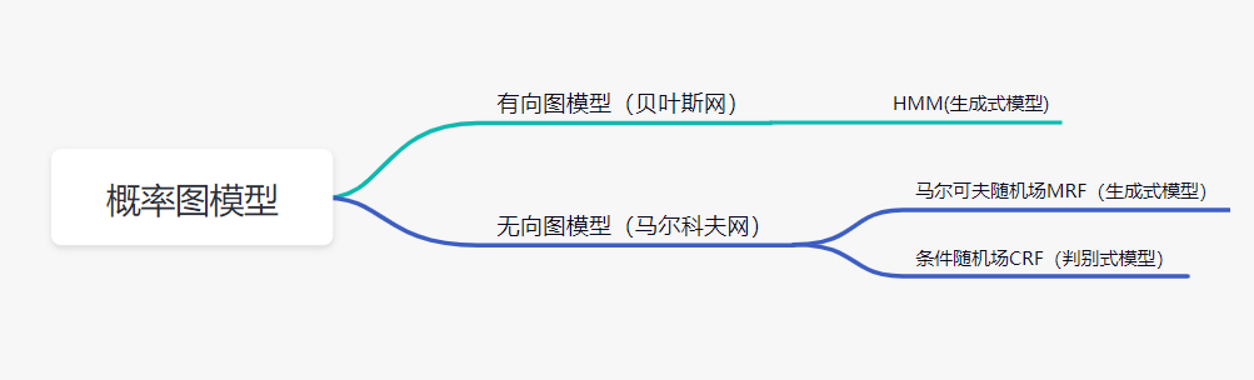 概率图模型
有向图模型（贝叶斯网）
HMM(生成式模型)
无向图模型（马尔科夫网）
马尔可夫随机场MRF（生成式模型）
条件随机场CRF（判别式模型）